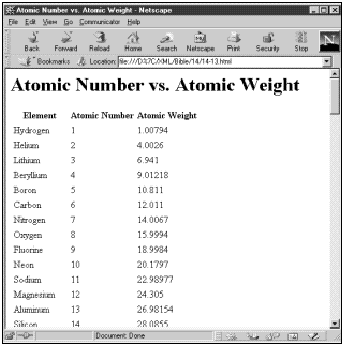 Atomic Number vs. Atomic Weight - Netscape
File Edit View Go Communicator Help
Back Forward Reload Home Search Netscape Print Security Stop
Bookmarks Location: file:///D|%7CXML/Bible/14/14-13.html
Atomic Number vs. Atomic Weight
Element Atomic Number Atomic Weight
Hydrogen 1 1.00794
Helium 2 4.0026
Lithium 3 6.941
Beryllium 4 9.01218
Boron 5 10.811
Carbon 6 12.011
Nitrogen 7 14.0067
Oxygen 8 15.9994
Fluorine 9 18.9984
Neon 10 20.1797
Sodium 11 22.98977
Magnesium 12 24.305
Aluminum 13 26.98154
Silicon 14 28.0855
Document: Done